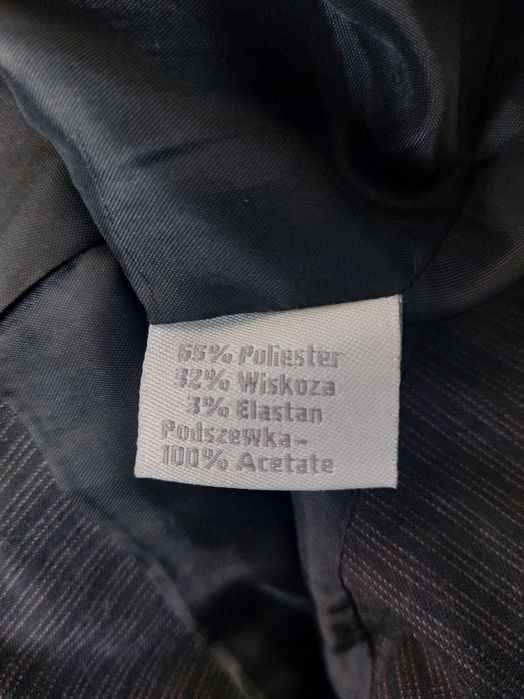 65% Poliester
32% Wiskoza
3% Elastan
Podszewka-
100% Acetate